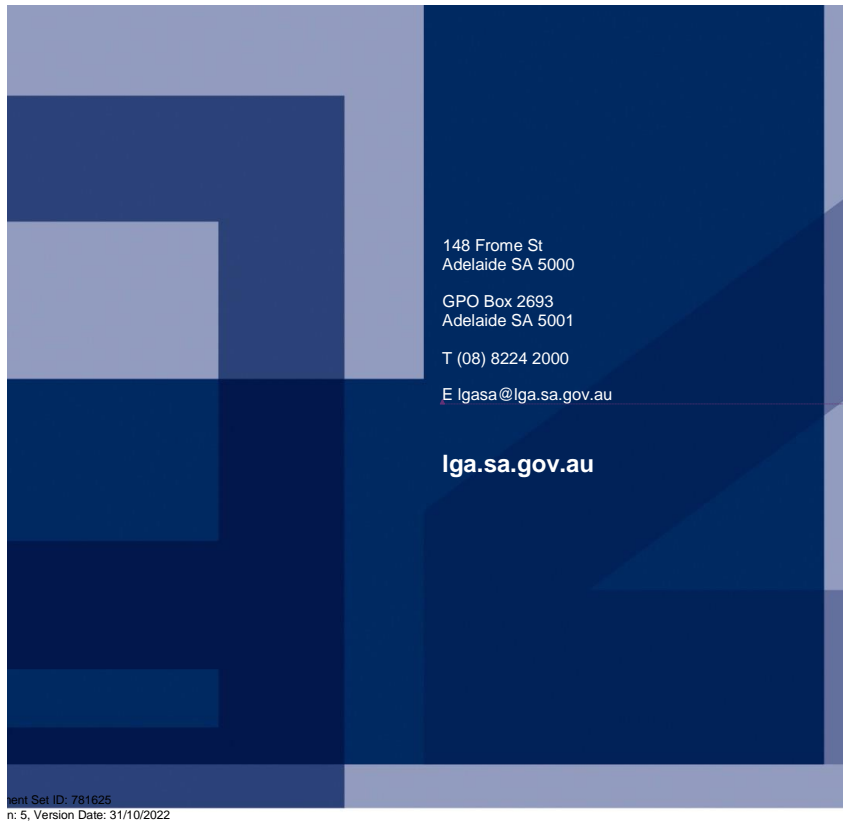 148 Frome St
Adelaide SA 5000
GPO Box 2693
Adelaide SA 5001
T (08) 8224 2000
E lgasa@lga.sa.gov.au
lga.sa.gov.au
Set ID: 781625
5, Version Date: 31/10/2022